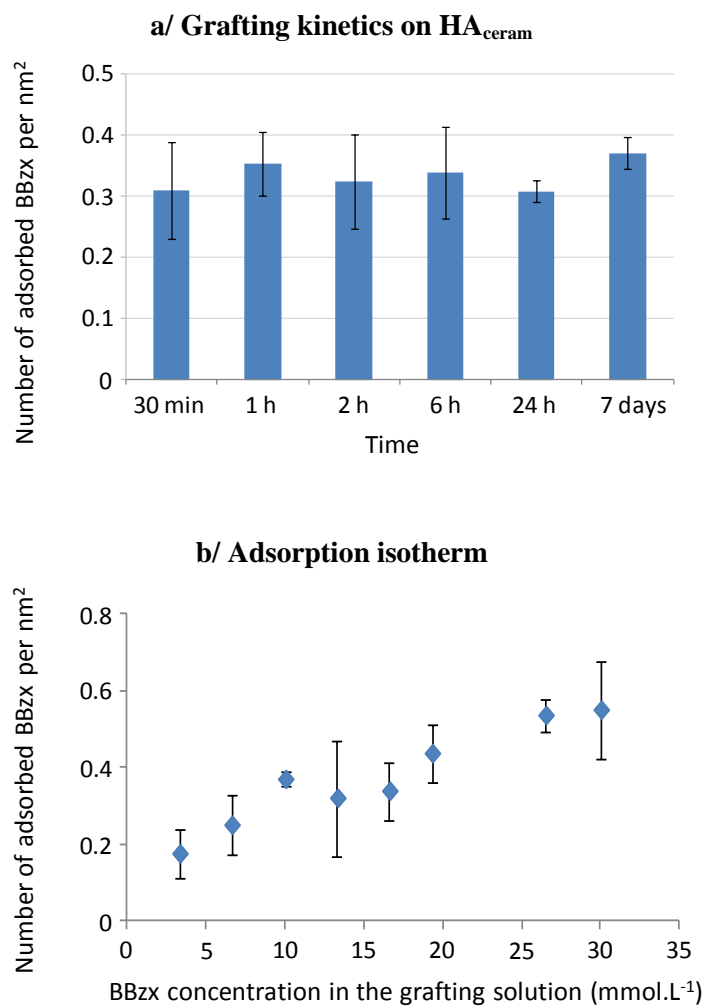 a/ Grafting kinetics on HAceram
Number of adsorbed BBzx per nm²
0.5
0.4
0.3
0.2
0.1
0
30 min 1 h 2 h 6 h 24 h 7 days
Time
b/ Adsorption isotherm
Number of adsorbed BBzx per nm²
0.8
0.6
0.4
0.2
0
0 5 10 15 20 25 30 35
BBzx concentration in the grafting solution (mmol.L⁻¹)